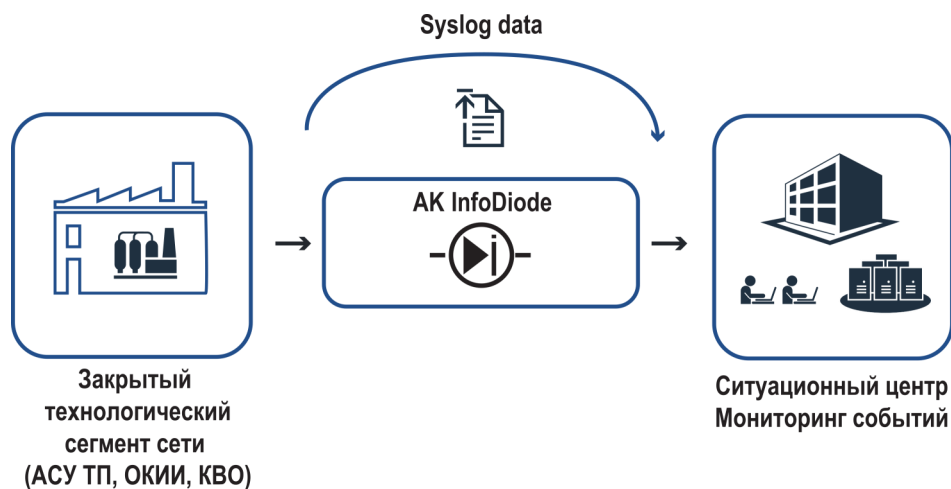 Syslog data
AK InfoDiode
Закрытый
технологический
сегмент сети
(АСУ ТП, ОКИИ, КВО)
Ситуационный центр
Мониторинг событий